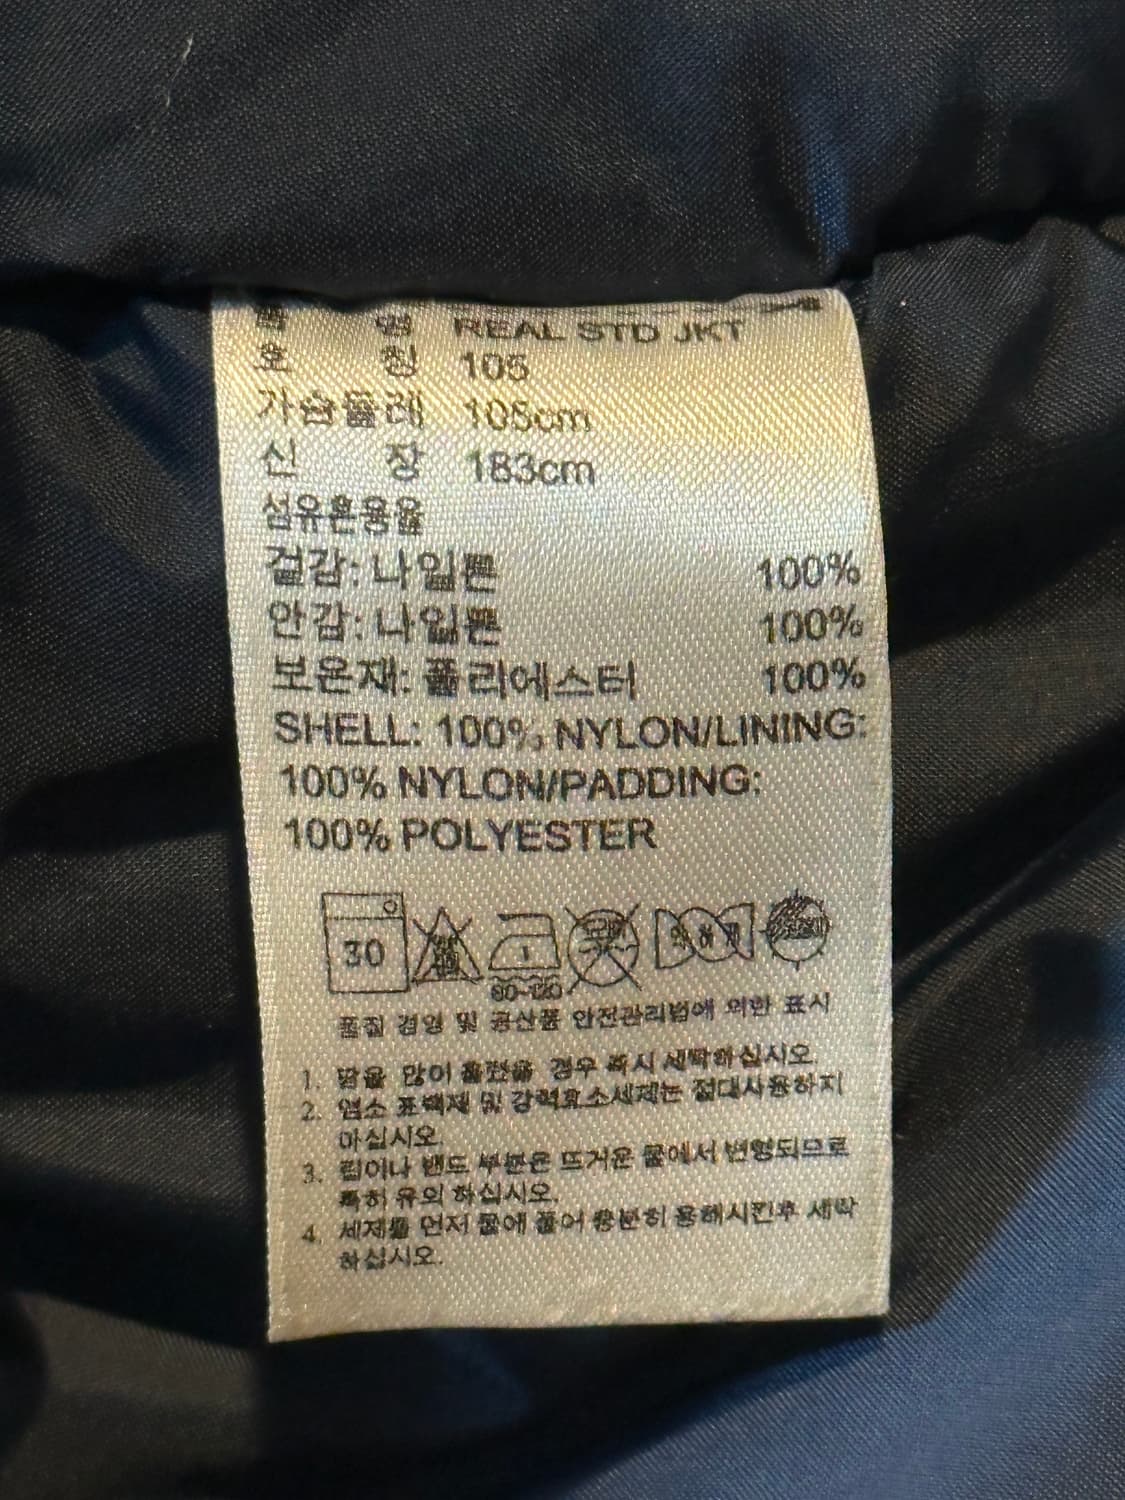 품 명 REAL STD JKT
호 칭 105
가슴둘레 105cm
신 장 183cm
섬유혼용율
겉감: 나일론 100%
안감: 나일론 100%
보온재: 폴리에스터 100%
SHELL: 100% NYLON/LINING:
100% NYLON/PADDING:
100% POLYESTER
30 1 약하게
80~120
품질 경영 및 공산품 안전관리법에 의한 표시
1. 땀을 많이 흘렸을 경우 즉시 세탁하십시오.
2. 염소 표백제 및 강력효소세제는 절대사용하지
마십시오.
3. 립이나 밴드 부분은 뜨거운 물에서 변형되므로
특히 유의 하십시오.
4. 세제를 먼저 물에 풀어 충분히 용해시킨후 세탁
하십시오.